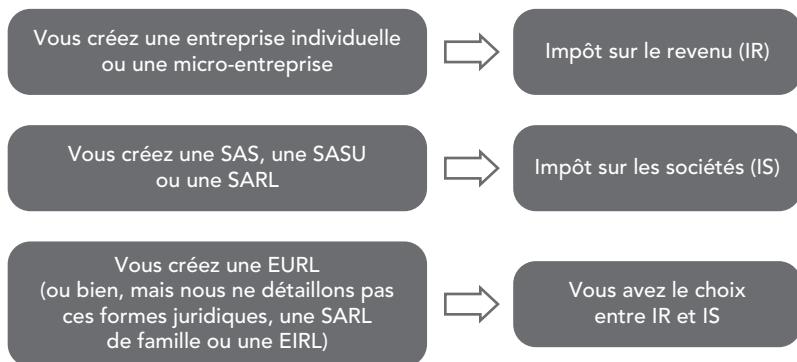 Vous créez une entreprise individuelle
ou une micro-entreprise
Impôt sur le revenu (IR)
Vous créez une SAS, une SASU
ou une SARL
Impôt sur les sociétés (IS)
Vous créez une EURL
(ou bien, mais nous ne détaillons pas
ces formes juridiques, une SARL
de famille ou une EIRL)
Vous avez le choix
entre IR et IS